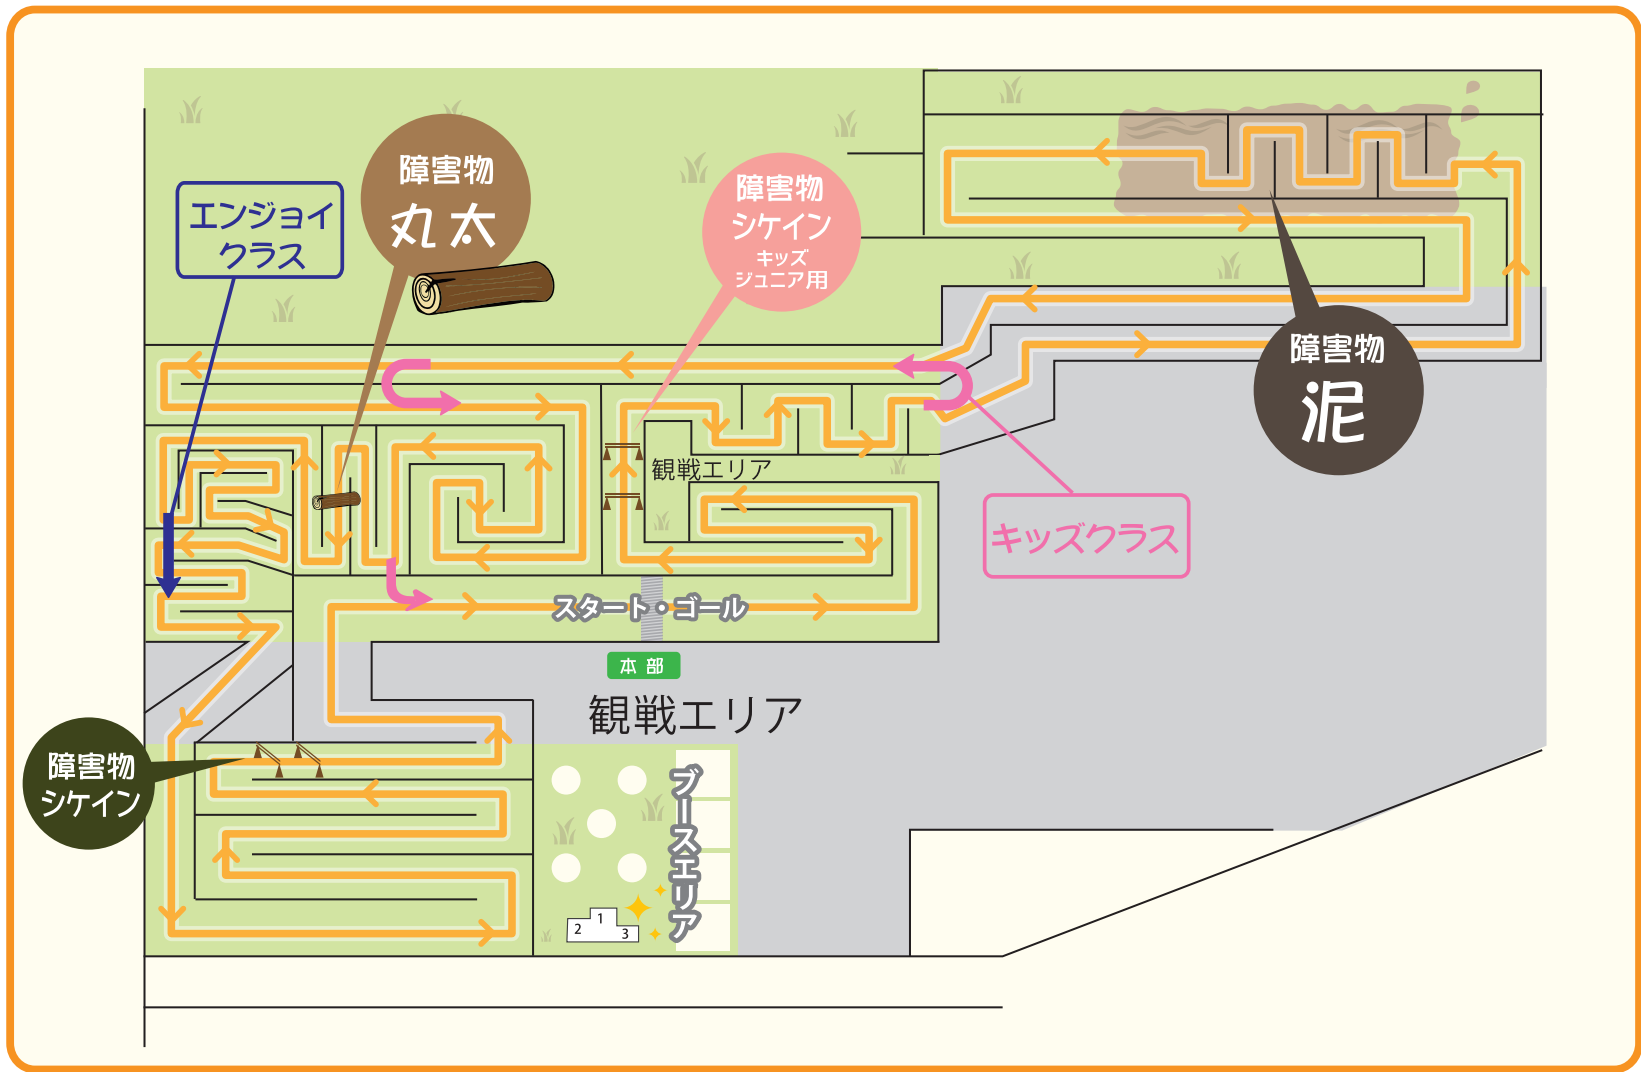 障害物
丸太
エンジョイ
クラス
障害物
シケイン
キッズ
ジュニア用
障害物
泥
観戦エリア
キッズクラス
スタート・ゴール
本部
観戦エリア
障害物
シケイン
ブースエリア
1
2
3